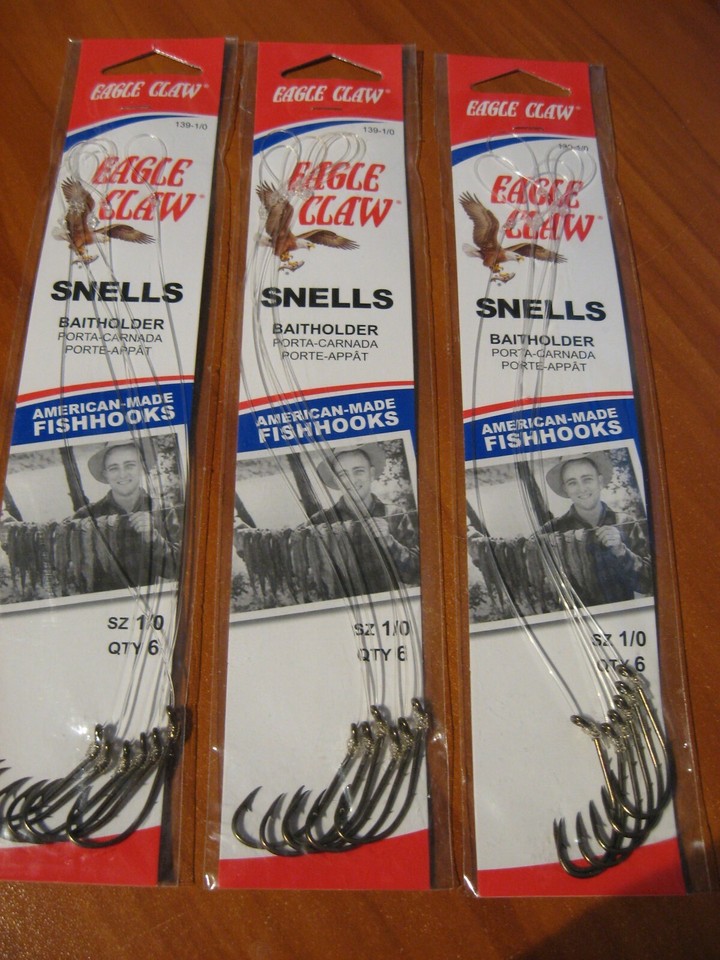 EAGLE CLAW®
139-1/0
EAGLE
CLAW®
SNELLS
BAITHOLDER
PORTA-CARNADA
PORTE-APPÂT
AMERICAN-MADE
FISHHOOKS
SZ 1/0
QTY 6
EAGLE CLAW®
139-1/0
EAGLE
CLAW®
SNELLS
BAITHOLDER
PORTA-CARNADA
PORTE-APPÂT
AMERICAN-MADE
FISHHOOKS
SZ 1/0
QTY 6
EAGLE CLAW®
139-1/0
EAGLE
CLAW®
SNELLS
BAITHOLDER
PORTA-CARNADA
PORTE-APPÂT
AMERICAN-MADE
FISHHOOKS
SZ 1/0
QTY 6